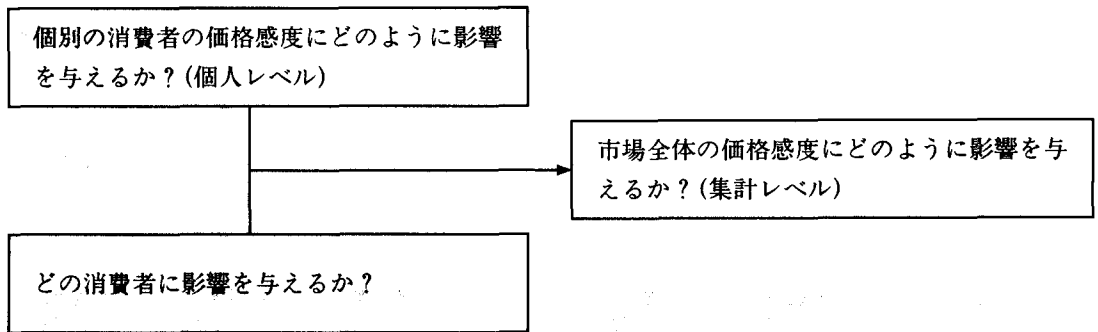 個別の消費者の価格感度にどのように影響
を与えるか？(個人レベル)
市場全体の価格感度にどのように影響を与
えるか？(集計レベル)
どの消費者に影響を与えるか？